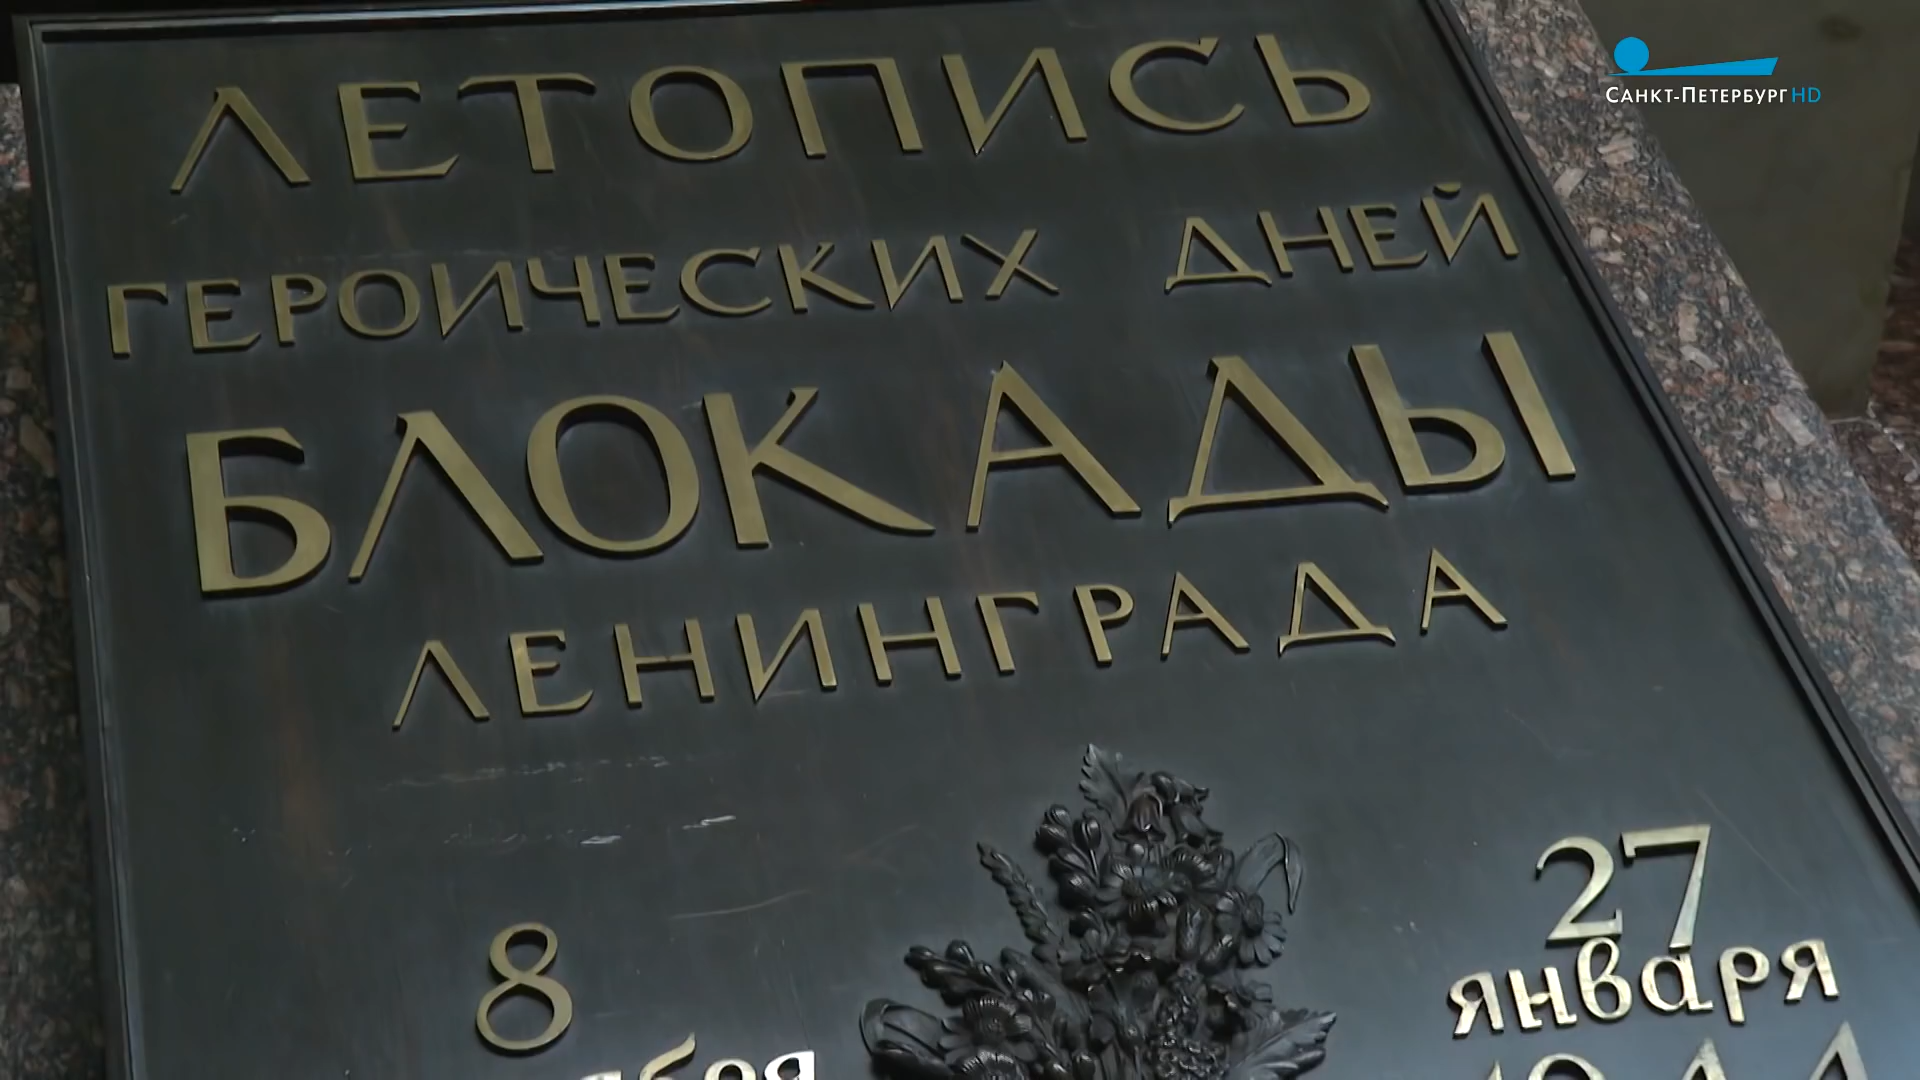 Санкт-Петербург HD
ЛЕТОПИСЬ
ГЕРОИЧЕСКИХ ДНЕЙ
БЛОКАДЫ
ЛЕНИНГРАДА
8
27
января